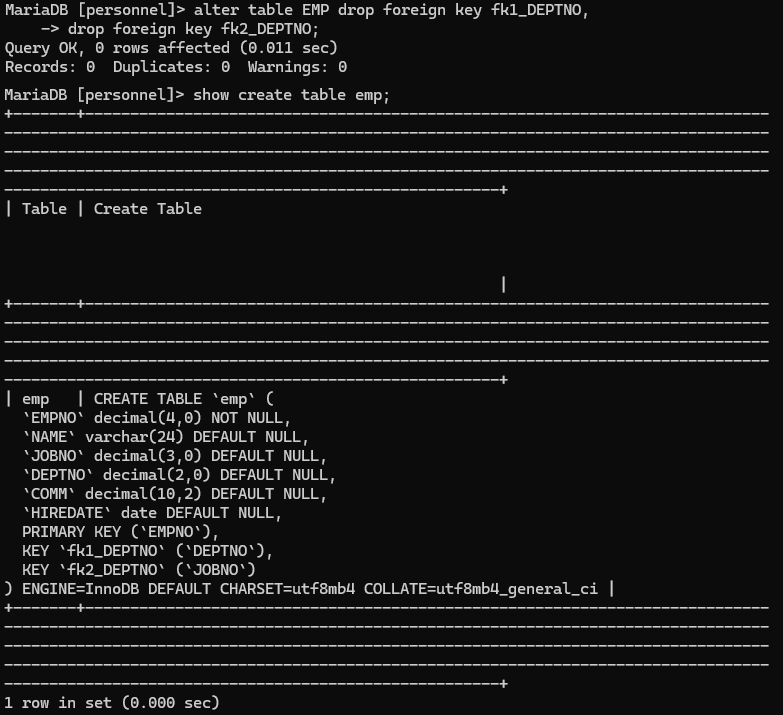 MariaDB [personnel]> alter table EMP drop foreign key fk1_DEPTNO,
    -> drop foreign key fk2_DEPTNO;
Query OK, 0 rows affected (0.011 sec)
Records: 0  Duplicates: 0  Warnings: 0
MariaDB [personnel]> show create table emp;
+-------+-----------------------------------------------------------------------------
-------------------------------------------------------------------------------------
-------------------------------------------------------------------------------------
-------------------------------------------------------------------------------------
-------------------------------------------------------+
| Table | Create Table
                                                       |
+-------+-----------------------------------------------------------------------------
-------------------------------------------------------------------------------------
-------------------------------------------------------------------------------------
-------------------------------------------------------------------------------------
-------------------------------------------------------+
| emp   | CREATE TABLE `emp` (
  `EMPNO` decimal(4,0) NOT NULL,
  `NAME` varchar(24) DEFAULT NULL,
  `JOBNO` decimal(3,0) DEFAULT NULL,
  `DEPTNO` decimal(2,0) DEFAULT NULL,
  `COMM` decimal(10,2) DEFAULT NULL,
  `HIREDATE` date DEFAULT NULL,
  PRIMARY KEY (`EMPNO`),
  KEY `fk1_DEPTNO` (`DEPTNO`),
  KEY `fk2_DEPTNO` (`JOBNO`)
) ENGINE=InnoDB DEFAULT CHARSET=utf8mb4 COLLATE=utf8mb4_general_ci |
+-------+-----------------------------------------------------------------------------
-------------------------------------------------------------------------------------
-------------------------------------------------------------------------------------
-------------------------------------------------------------------------------------
-------------------------------------------------------+
1 row in set (0.000 sec)